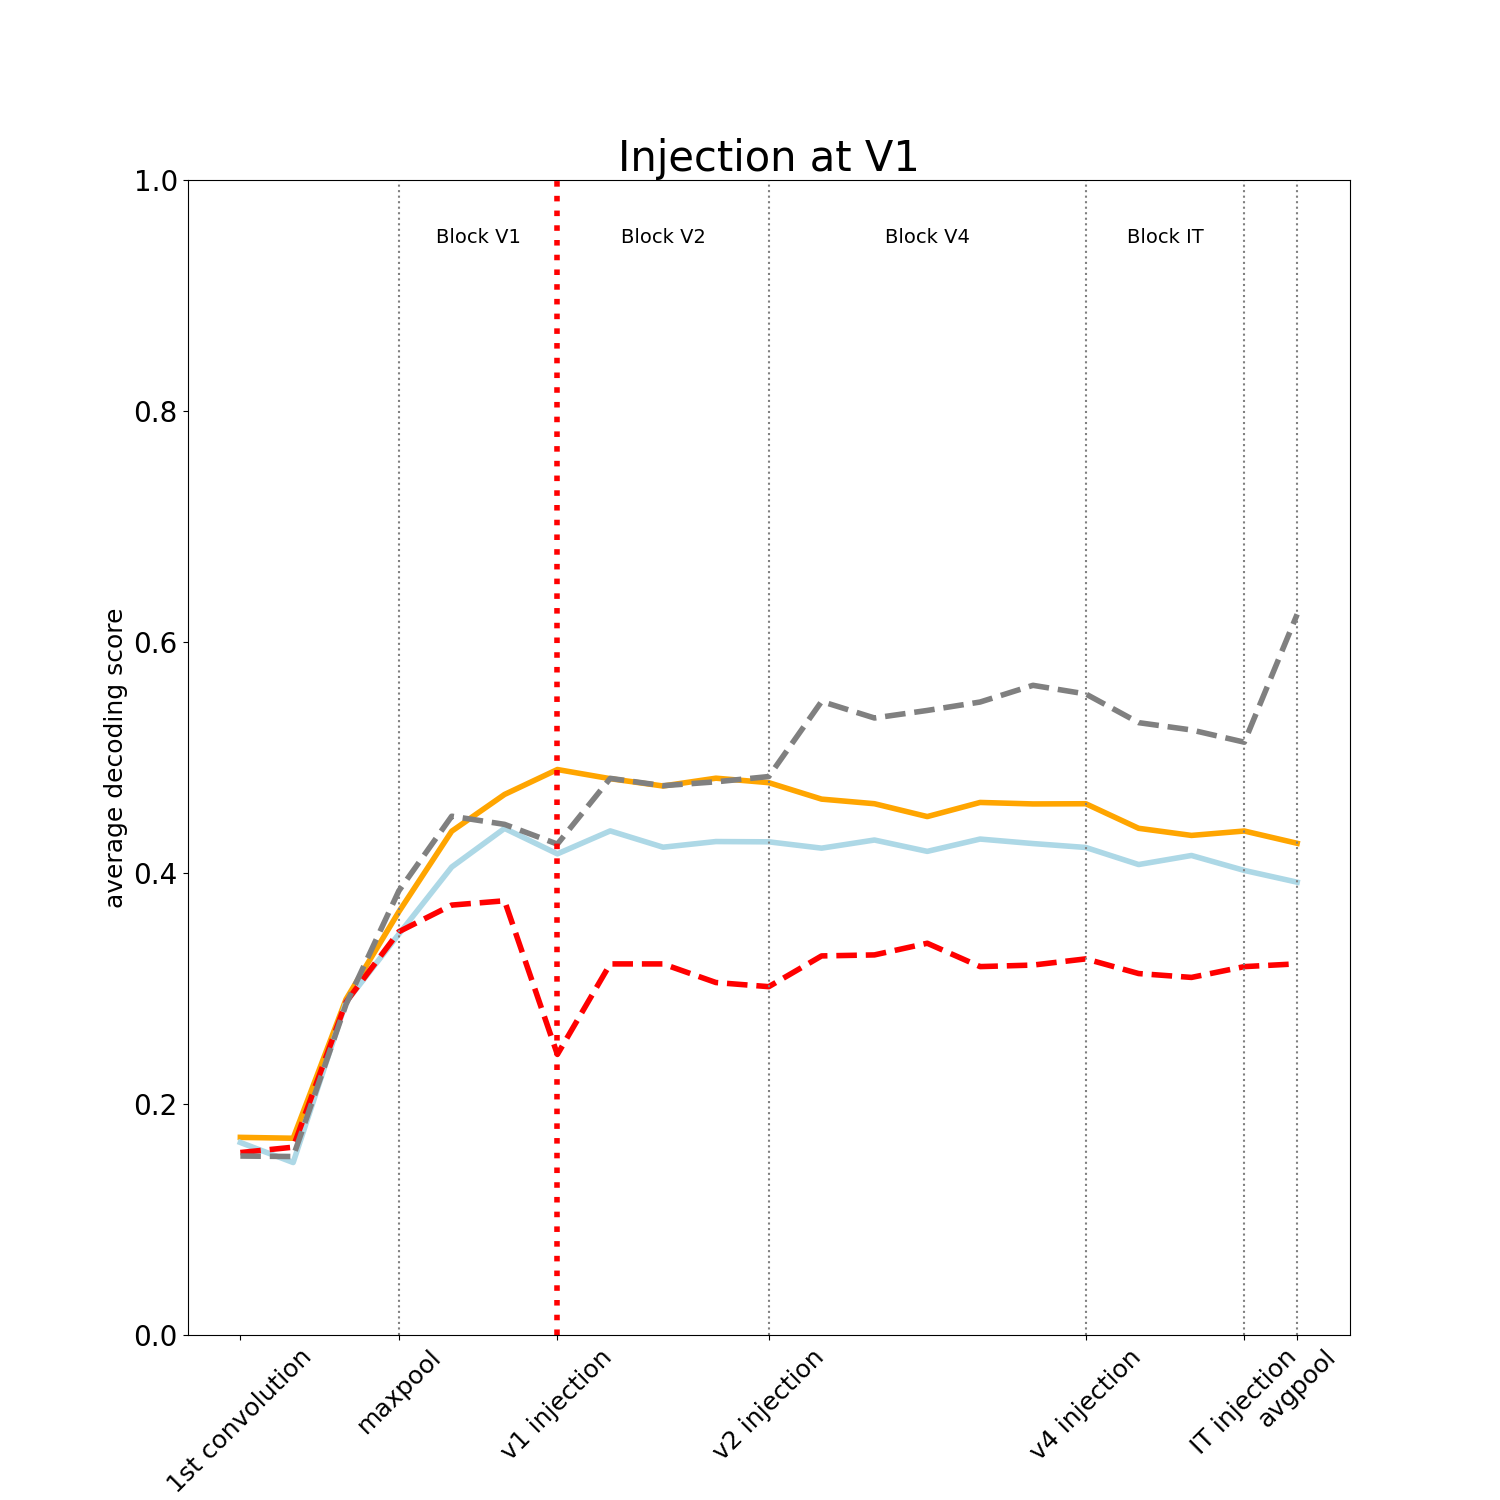 Injection at V1
1.0
0.8
0.6
0.4
0.2
0.0
average decoding score
Block V1
Block V2
Block V4
Block IT
1st convolution
maxpool
v1 injection
v2 injection
v4 injection
IT injection
avgpool